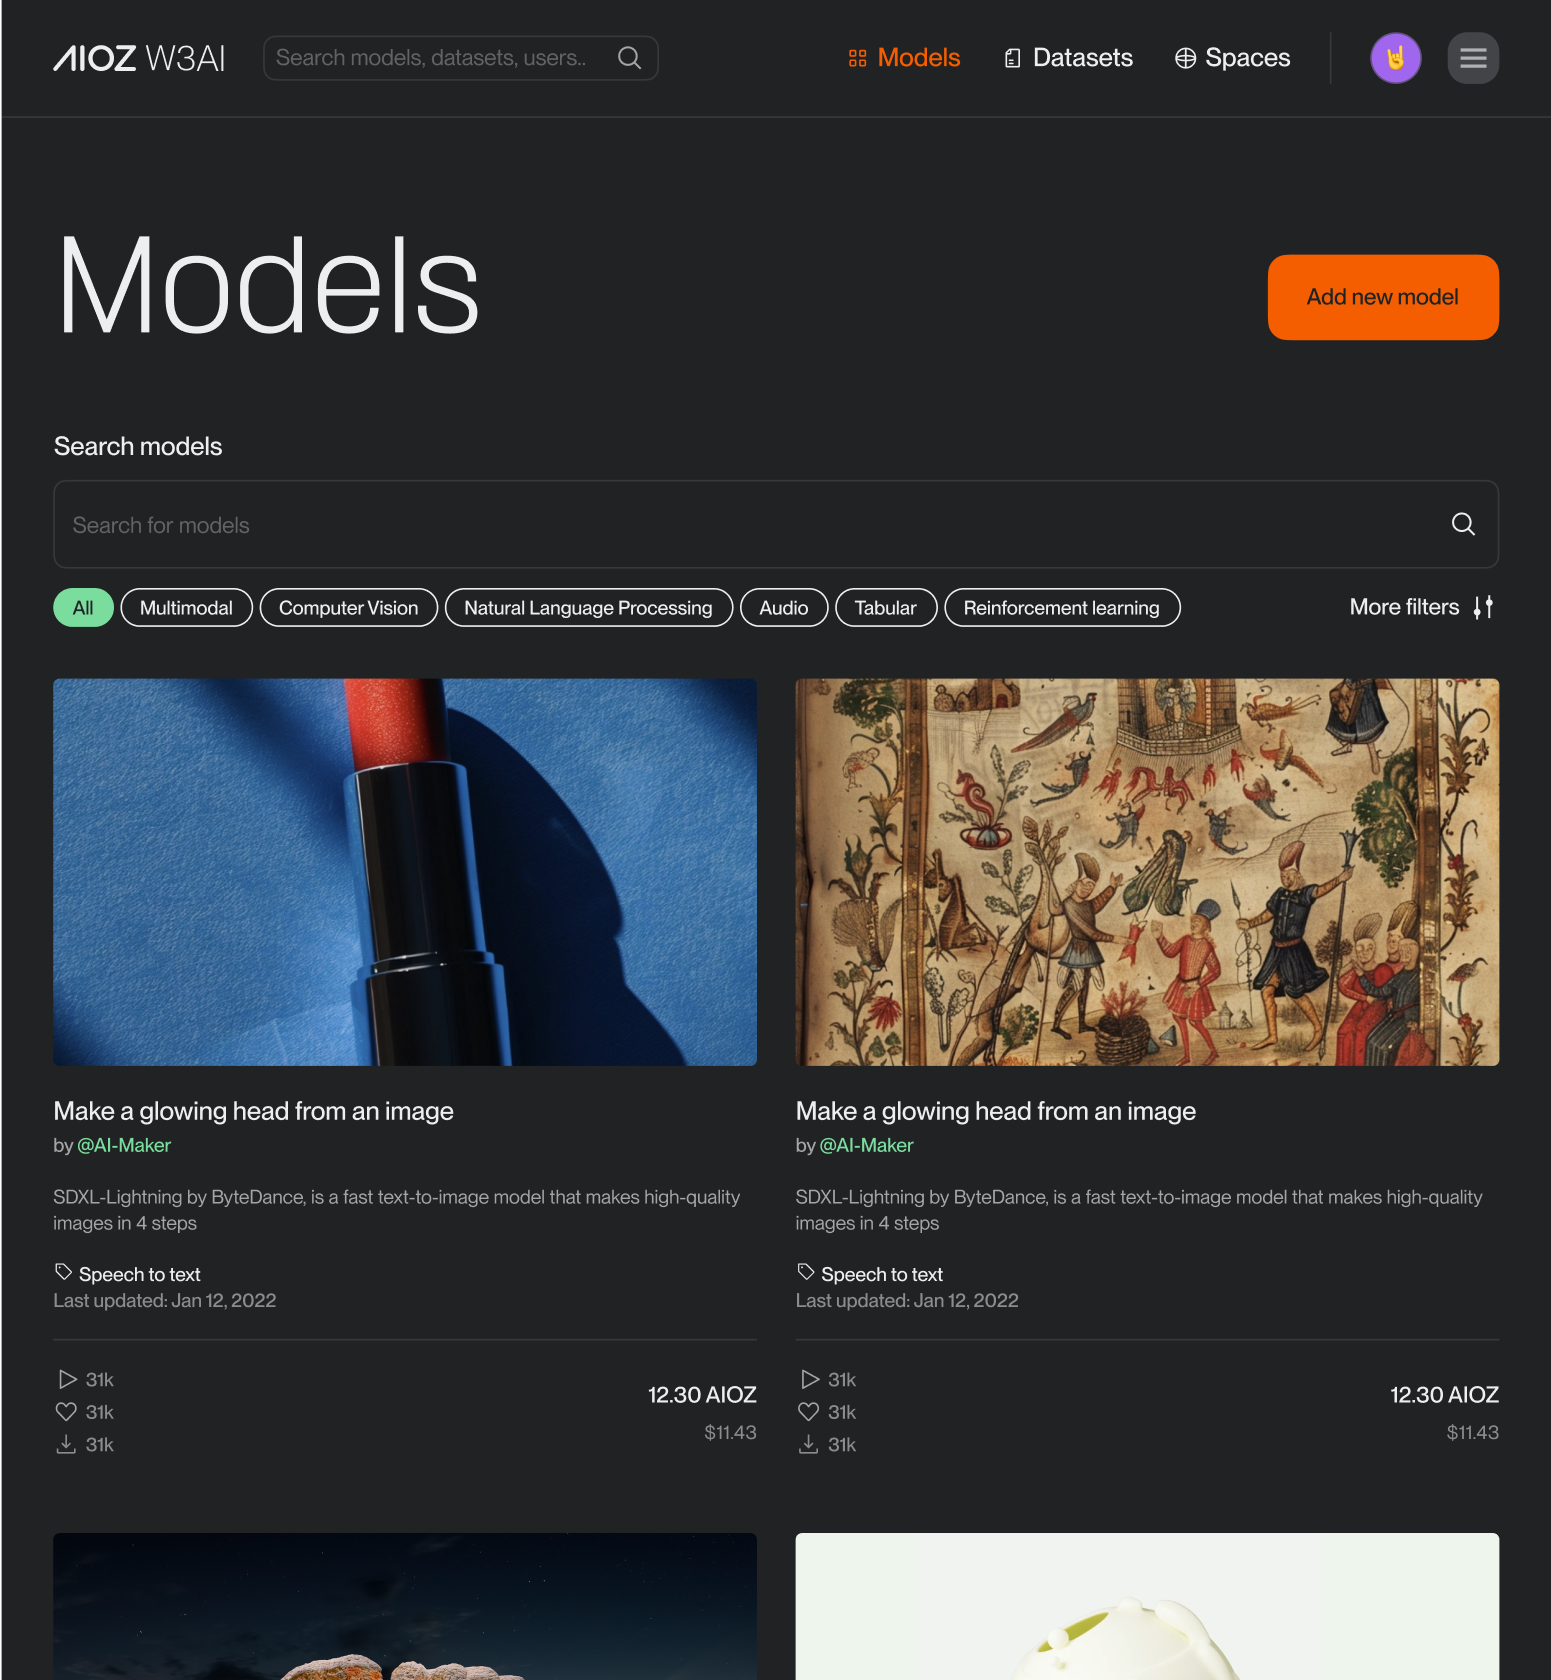 AIOZ W3AI
Search models, datasets, users..
Models
Datasets
Spaces
Models
Add new model
Search models
Search for models
All
Multimodal
Computer Vision
Natural Language Processing
Audio
Tabular
Reinforcement learning
More filters
Make a glowing head from an image
by @AI-Maker
SDXL-Lightning by ByteDance, is a fast text-to-image model that makes high-quality
images in 4 steps
Speech to text
Last updated: Jan 12, 2022
31k
31k
31k
12.30 AIOZ
$11.43
Make a glowing head from an image
by @AI-Maker
SDXL-Lightning by ByteDance, is a fast text-to-image model that makes high-quality
images in 4 steps
Speech to text
Last updated: Jan 12, 2022
31k
31k
31k
12.30 AIOZ
$11.43